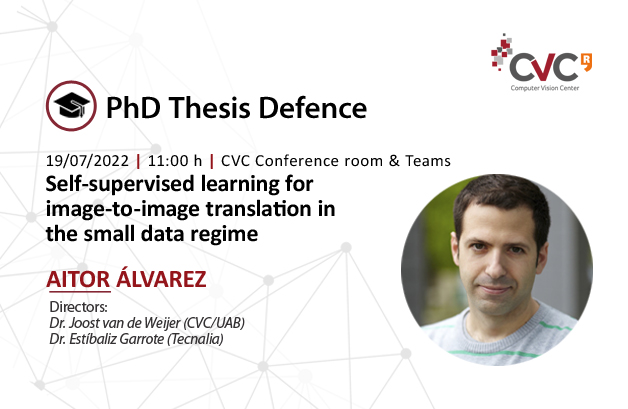 CVC R
Computer Vision Center
PhD Thesis Defence
19/07/2022 | 11:00 h | CVC Conference room & Teams
Self-supervised learning for
image-to-image translation in
the small data regime
AITOR ÁLVAREZ
Directors:
Dr. Joost van de Weijer (CVC/UAB)
Dr. Estíbaliz Garrote (Tecnalia)